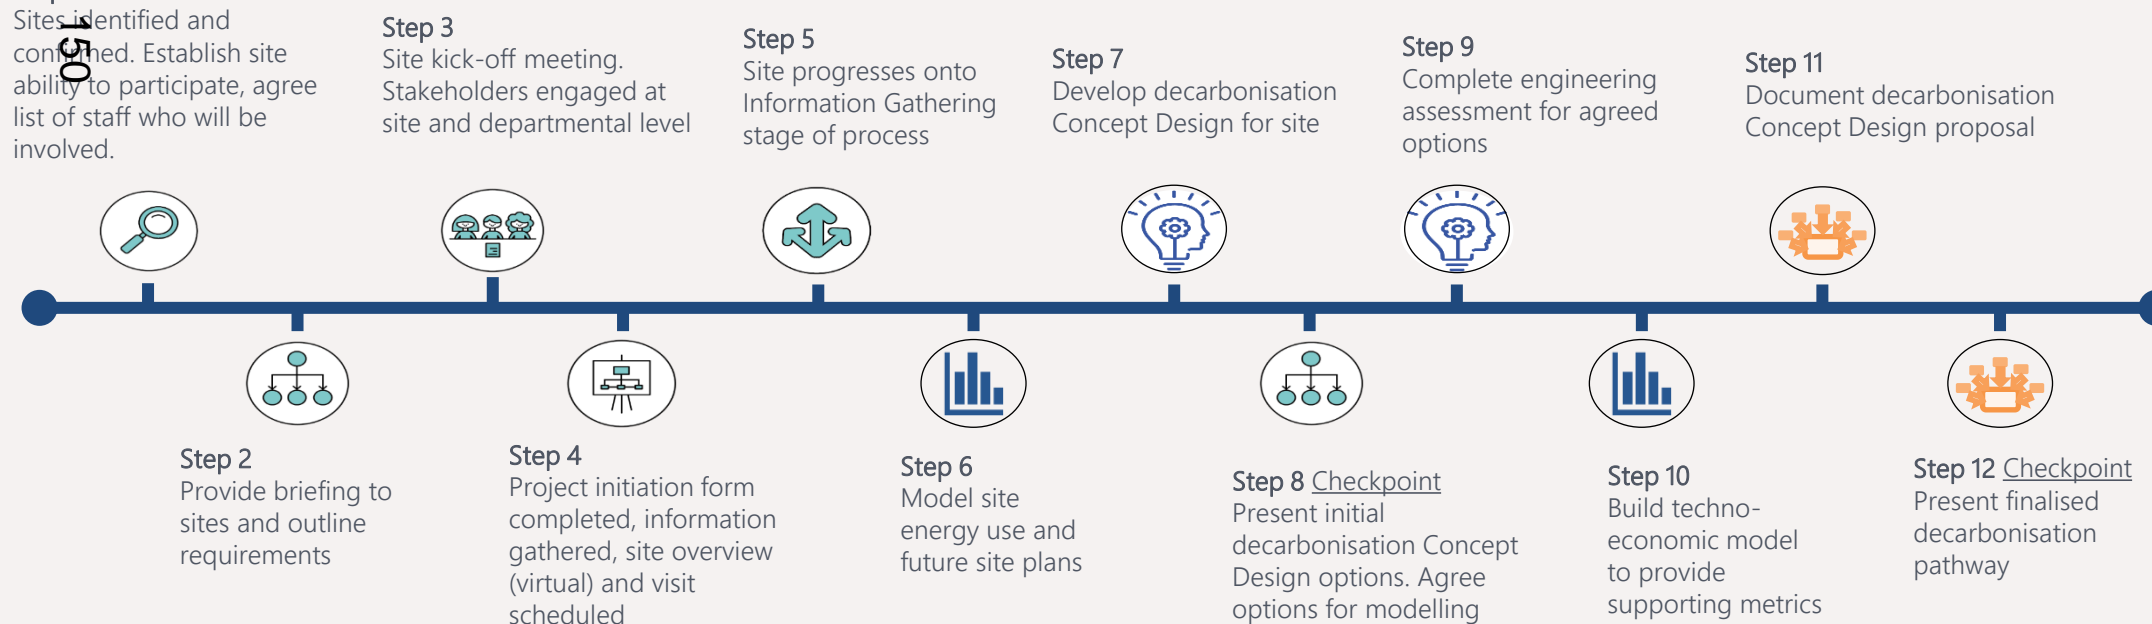 Sites identified and
confirmed. Establish site
ability to participate, agree
list of staff who will be
involved.
150
Step 2
Provide briefing to
sites and outline
requirements
Step 3
Site kick-off meeting.
Stakeholders engaged at
site and departmental level
Step 4
Project initiation form
completed, information
gathered, site overview
(virtual) and visit
scheduled
Step 5
Site progresses onto
Information Gathering
stage of process
Step 6
Model site
energy use and
future site plans
Step 7
Develop decarbonisation
Concept Design for site
Step 8 Checkpoint
Present initial
decarbonisation Concept
Design options. Agree
options for modelling
Step 9
Complete engineering
assessment for agreed
options
Step 10
Build techno-
economic model
to provide
supporting metrics
Step 11
Document decarbonisation
Concept Design proposal
Step 12 Checkpoint
Present finalised
decarbonisation
pathway